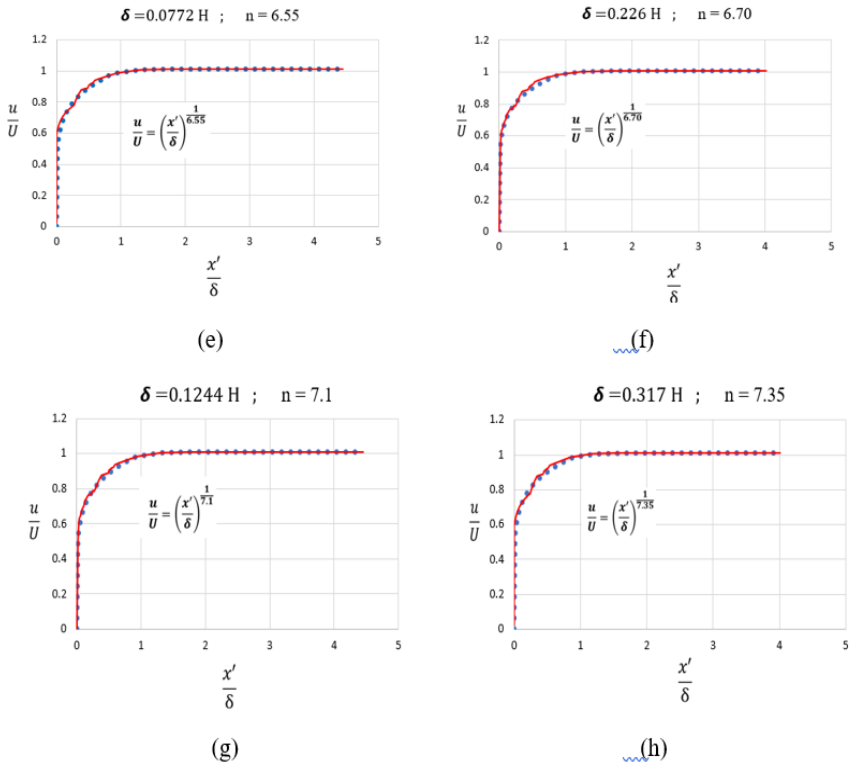 δ =0.0772 H ; n = 6.55
1.2
1
0.8
0.6
0.4
0.2
0
u/U
u/U = (x′/δ)^(1/6.55)
0 1 2 3 4 5
x′/δ
(e)
δ =0.226 H ; n = 6.70
1.2
1
0.8
0.6
0.4
0.2
0
u/U
u/U = (x′/δ)^(1/6.70)
0 1 2 3 4 5
x′/δ
(f)
δ =0.1244 H ; n = 7.1
1.2
1
0.8
0.6
0.4
0.2
0
u/U
u/U = (x′/δ)^(1/7.1)
0 1 2 3 4 5
x′/δ
(g)
δ =0.317 H ; n = 7.35
1.2
1
0.8
0.6
0.4
0.2
0
u/U
u/U = (x′/δ)^(1/7.35)
0 1 2 3 4 5
x′/δ
(h)